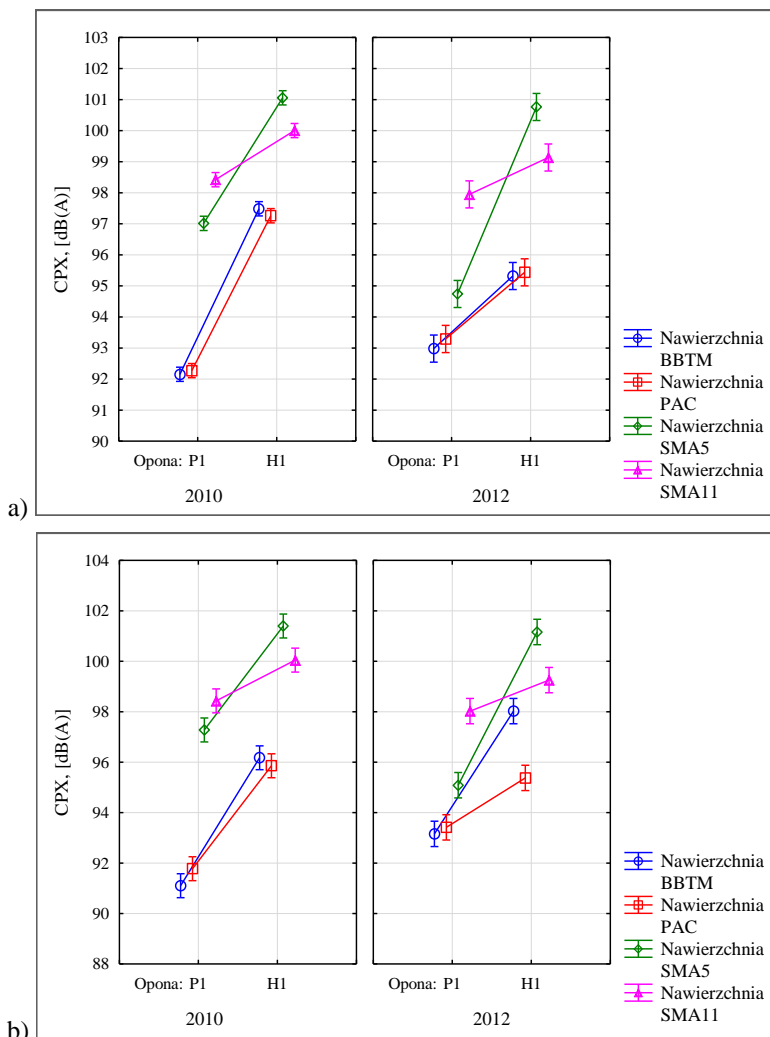 103
102
101
100
99
98
97
96
95
94
93
92
91
90
CPX, [dB(A)]
Opona: P1 H1
2010
Opona: P1 H1
2012
Nawierzchnia
BBTM
Nawierzchnia
PAC
Nawierzchnia
SMA5
Nawierzchnia
SMA11
a)
104
102
100
98
96
94
92
90
88
CPX, [dB(A)]
Opona: P1 H1
2010
Opona: P1 H1
2012
Nawierzchnia
BBTM
Nawierzchnia
PAC
Nawierzchnia
SMA5
Nawierzchnia
SMA11
b)